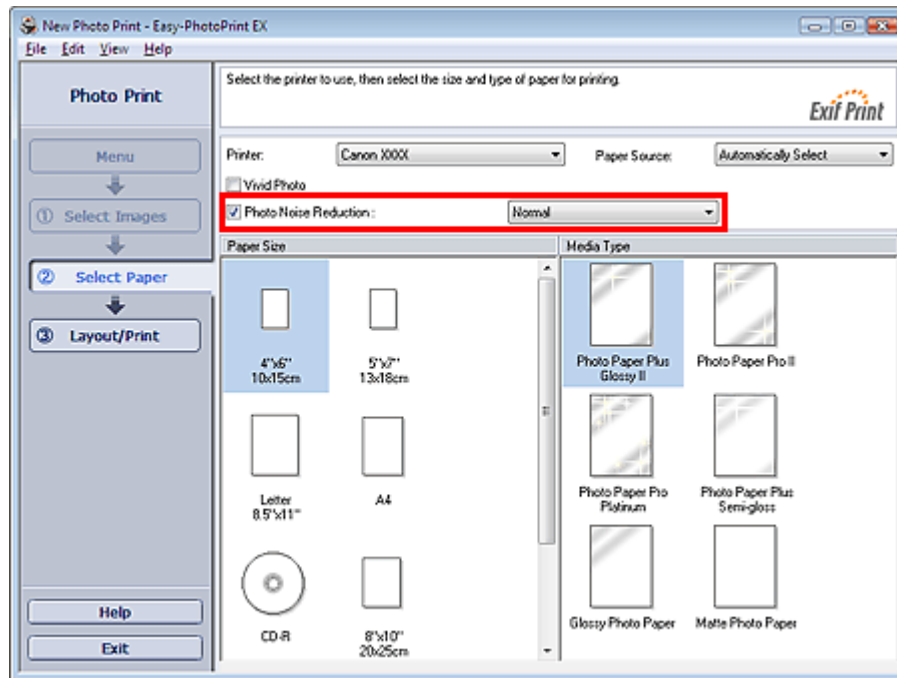 New Photo Print - Easy-PhotoPrint EX
File Edit View Help
Photo Print
Menu
① Select Images
② Select Paper
③ Layout/Print
Help
Exit
Select the printer to use, then select the size and type of paper for printing.
Exif Print
Printer: Canon XXXX Paper Source: Automatically Select
Vivid Photo
Photo Noise Reduction : Normal
Paper Size
4"x6"
10x15cm
5"x7"
13x18cm
Letter
8.5"x11"
A4
CD-R
8"x10"
20x25cm
Media Type
Photo Paper Plus
Glossy II
Photo Paper Pro II
Photo Paper Pro
Platinum
Photo Paper Plus
Semi-gloss
Glossy Photo Paper
Matte Photo Paper